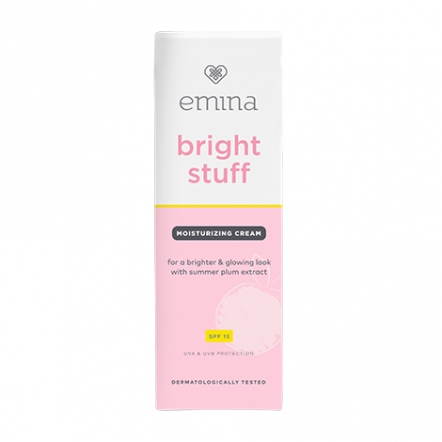 emina
bright
stuff
MOISTURIZING CREAM
for a brighter & glowing look
with summer plum extract
SPF 15
UVA & UVB PROTECTION
DERMATOLOGICALLY TESTED